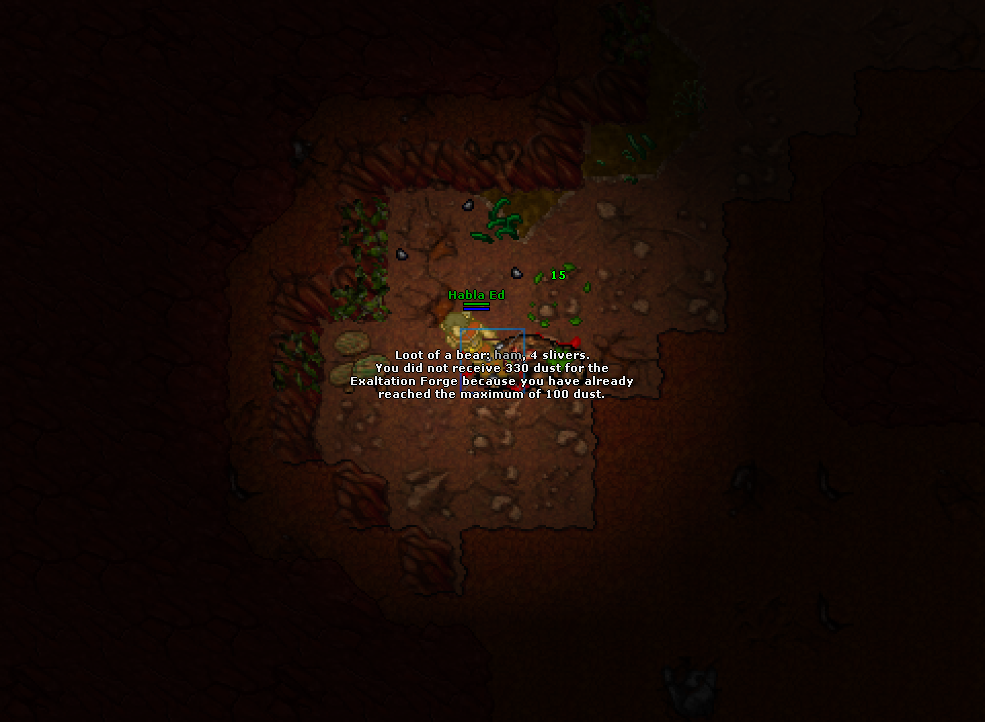 15
Habla Ed
Loot of a bear: ham, 4 slivers.
You did not receive 330 dust for the
Exaltation Forge because you have already
reached the maximum of 100 dust.